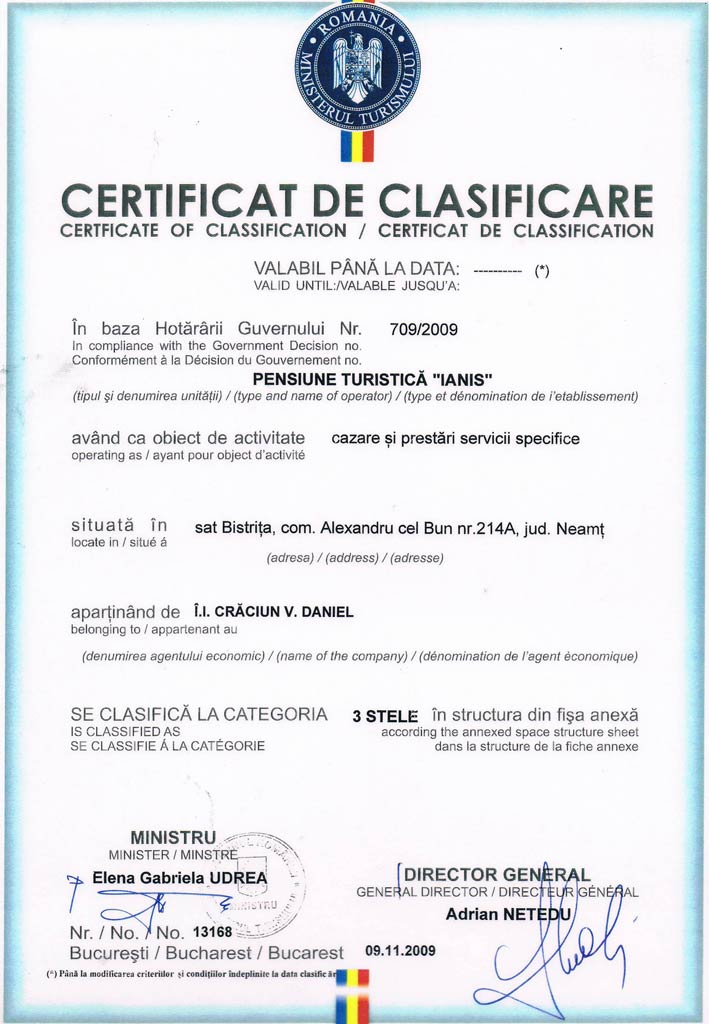 ROMANIA
MINISTERUL TURISMULUI
CERTIFICAT DE CLASIFICARE
CERTFICATE OF CLASSIFICATION / CERTFICAT DE CLASSIFICATION
VALABIL PÂNĂ LA DATA: ---------- (*)
VALID UNTIL:/VALABLE JUSQU'A:
În baza Hotărârii Guvernului Nr. 709/2009
In compliance with the Government Decision no.
Conformément à la Décision du Gouvernement no.
PENSIUNE TURISTICĂ "IANIS"
(tipul şi denumirea unităţii) / (type and name of operator) / (type et dénomination de i'etablissement)
având ca obiect de activitate cazare și prestări servicii specifice
operating as / ayant pour object d'activité
situată în sat Bistrița, com. Alexandru cel Bun nr.214A, jud. Neamț
locate in / situé á
(adresa) / (address) / (adresse)
aparţinând de Î.I. CRĂCIUN V. DANIEL
belonging to / appartenant au
(denumirea agentului economic) / (name of the company) / (dénomination de l'agent èconomique)
SE CLASIFICĂ LA CATEGORIA 3 STELE în structura din fişa anexă
IS CLASSIFIED AS according the annexed space structure sheet
SE CLASSIFIE Á LA CATÉGORIE dans la structure de la fiche annexe
MINISTRU
MINISTER / MINSTRE
Elena Gabriela UDREA
MINISTRU
DIRECTOR GENERAL
GENERAL DIRECTOR / DIRECTEUR GÉNÉRAL
Adrian NETEDU
Nr. / No. / No. 13168
Bucureşti / Bucharest / Bucarest 09.11.2009
(*) Până la modificarea criteriilor și condițiilor îndeplinite la data